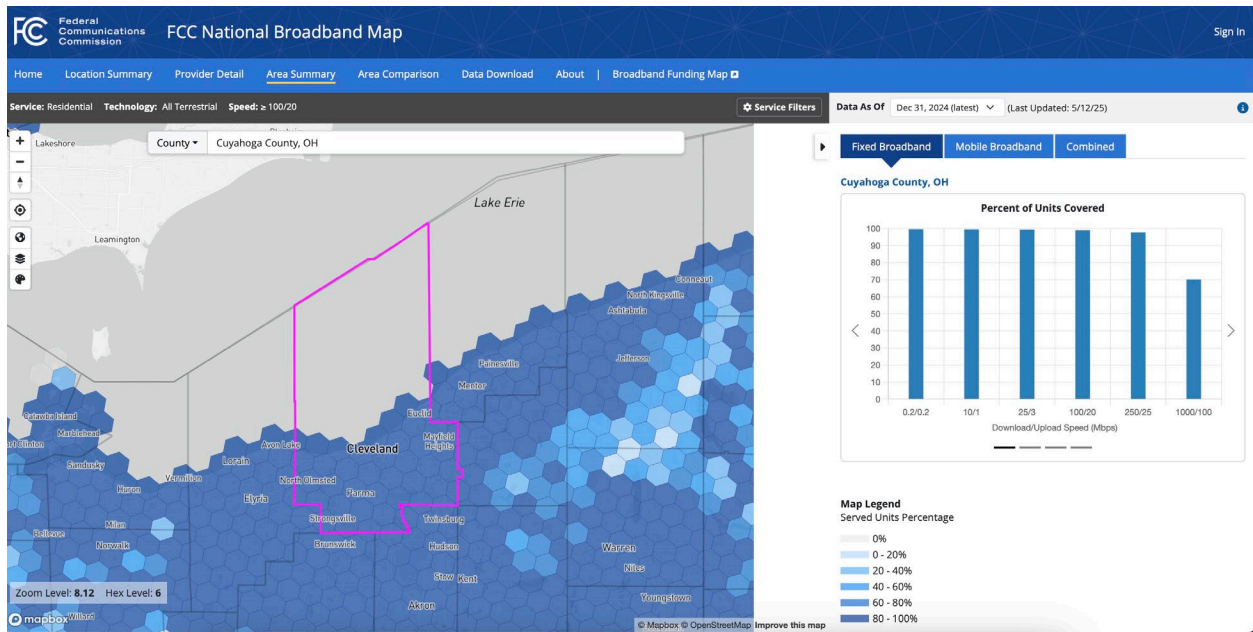 FCC Federal Communications Commission
FCC National Broadband Map
Sign In
Home Location Summary Provider Detail Area Summary Area Comparison Data Download About | Broadband Funding Map
Service: Residential Technology: All Terrestrial Speed: ≥ 100/20
Service Filters
Data As Of Dec 31, 2024 (latest) (Last Updated: 5/12/25)
County Cuyahoga County, OH
Lakeshore
Leamington
Lake Erie
Conneaut
North Kingsville
Ashtabula
Jefferson
Painesville
Mentor
Euclid
Mayfield
Heights
Cleveland
Catawba Island
Marblehead
Avon Lake
Sandusky
Lorain
Vermilion
North Olmsted
Parma
Huron
Elyria
Strongsville
Twinsburg
Milan
Bellevue
Norwalk
Brunswick
Hudson
Warren
Niles
Stow Kent
Youngstown
Akron
Willard
Zoom Level: 8.12 Hex Level: 6
mapbox
© Mapbox © OpenStreetMap Improve this map
Fixed Broadband Mobile Broadband Combined
Cuyahoga County, OH
Percent of Units Covered
100
90
80
70
60
50
40
30
20
10
0
0.2/0.2 10/1 25/3 100/20 250/25 1000/100
Download/Upload Speed (Mbps)
Map Legend
Served Units Percentage
0%
0 - 20%
20 - 40%
40 - 60%
60 - 80%
80 - 100%